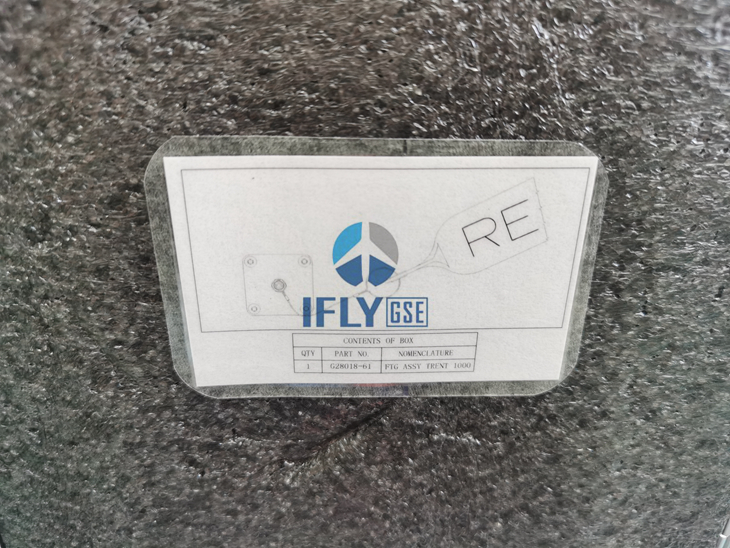 RE
IFLY GSE
CONTENTS OF BOX
QTY PART NO. NOMENCLATURE
1 G28018-61 FTG ASSY TRENT 1000